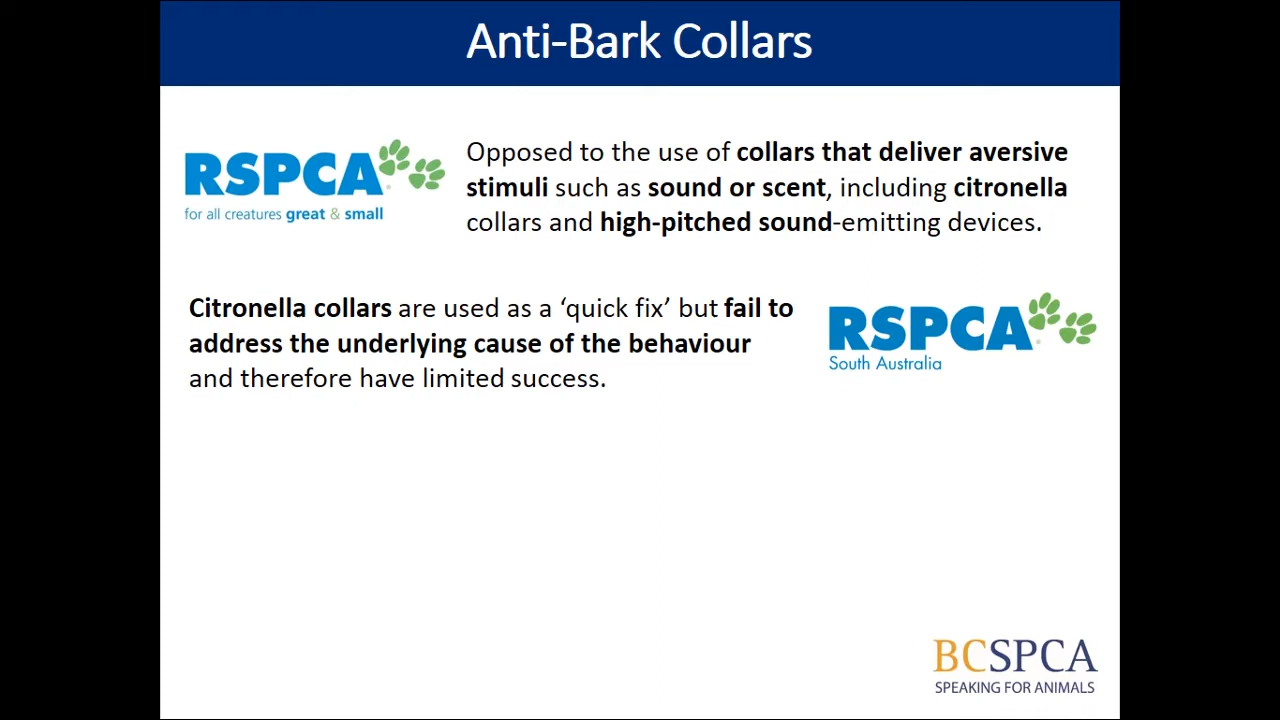 Anti-Bark Collars
RSPCA
for all creatures great & small
Opposed to the use of collars that deliver aversive
stimuli such as sound or scent, including citronella
collars and high-pitched sound-emitting devices.
Citronella collars are used as a ‘quick fix’ but fail to
address the underlying cause of the behaviour
and therefore have limited success.
RSPCA
South Australia
BCSPCA
SPEAKING FOR ANIMALS